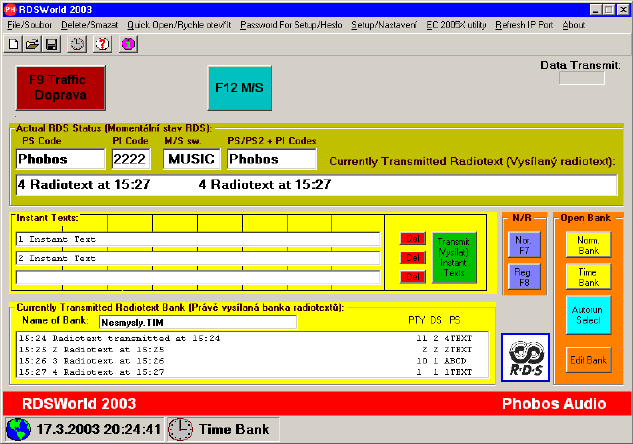 RDSWorld 2003
File/Soubor Delete/Smazat Quick Open/Rychle otevřít Password For Setup/Heslo Setup/Nastavení EC 2005X utility Refresh IP Port About
F9 Traffic
Doprava
F12 M/S
Data Transmit:
Actual RDS Status (Momentální stav RDS):
PS Code PI Code M/S sw. PS/PS2 + PI Codes
Phobos 2222 MUSIC Phobos
Currently Transmitted Radiotext (Vysílaný radiotext):
4 Radiotext at 15:27 4 Radiotext at 15:27
Instant Texts:
1 Instant Text
2 Instant Text
Del
Del
Del
Transmit
Vysílat)
Instant
Texts
N/R
Nor.
F7
Reg
F8
Open Bank
Norm.
Bank
Time
Bank
Autorun
Select
Edit Bank
Currently Transmitted Radiotext Bank (Právě vysílaná banka radiotextů):
Name of Bank: Nesmysly.TIM PTY DS PS
15:24 Radiotext transmitted at 15:24 11 2 4TEXT
15:25 2 Radiotext at 15:25 2 2 2TEXT
15:26 3 Radiotext at 15:26 10 1 ABCD
15:27 4 Radiotext at 15:27 1 1 1TEXT
R·D·S
RDSWorld 2003 Phobos Audio
17.3.2003 20:24:41 Time Bank